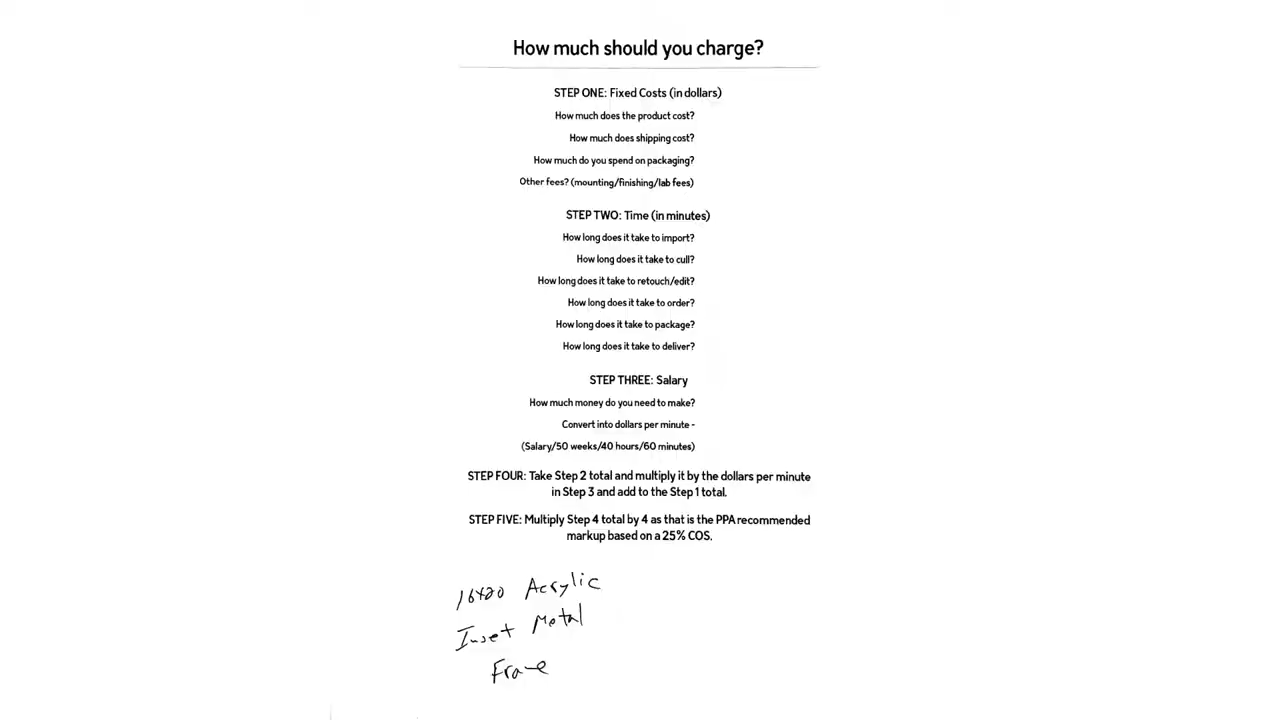 How much should you charge?
STEP ONE: Fixed Costs (in dollars)
How much does the product cost?
How much does shipping cost?
How much do you spend on packaging?
Other fees? (mounting/finishing/lab fees)
STEP TWO: Time (in minutes)
How long does it take to import?
How long does it take to cull?
How long does it take to retouch/edit?
How long does it take to order?
How long does it take to package?
How long does it take to deliver?
STEP THREE: Salary
How much money do you need to make?
Convert into dollars per minute -
(Salary/50 weeks/40 hours/60 minutes)
STEP FOUR: Take Step 2 total and multiply it by the dollars per minute
in Step 3 and add to the Step 1 total.
STEP FIVE: Multiply Step 4 total by 4 as that is the PPA recommended
markup based on a 25% COS.
16x20 Acrylic
Inset Metal
Frame